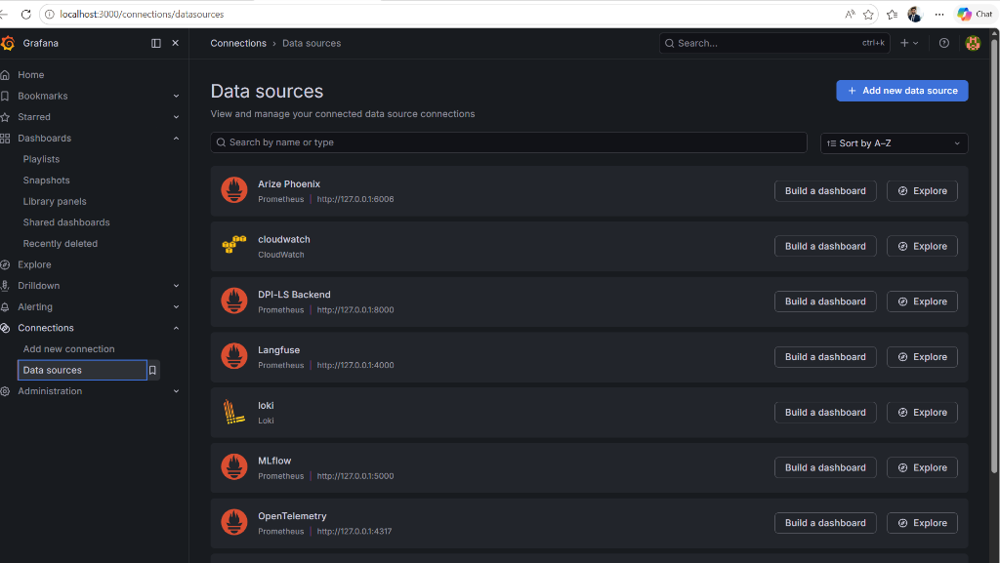 localhost:3000/connections/datasources
Chat
Grafana
Connections › Data sources
Search...
ctrl+k
Home
Bookmarks
Starred
Dashboards
Playlists
Snapshots
Library panels
Shared dashboards
Recently deleted
Explore
Drilldown
Alerting
Connections
Add new connection
Data sources
Administration
Data sources
+ Add new data source
View and manage your connected data source connections
Search by name or type
Sort by A–Z
Arize Phoenix
Prometheus | http://127.0.0.1:6006
Build a dashboard
Explore
cloudwatch
CloudWatch
Build a dashboard
Explore
DPI-LS Backend
Prometheus | http://127.0.0.1:8000
Build a dashboard
Explore
Langfuse
Prometheus | http://127.0.0.1:4000
Build a dashboard
Explore
loki
Loki
Build a dashboard
Explore
MLflow
Prometheus | http://127.0.0.1:5000
Build a dashboard
Explore
OpenTelemetry
Prometheus | http://127.0.0.1:4317
Build a dashboard
Explore